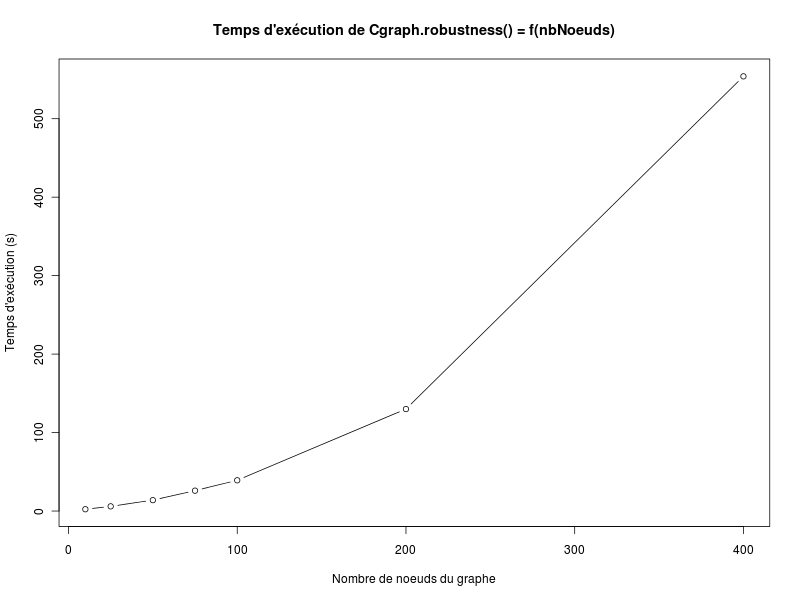 Temps d'exécution de Cgraph.robustness() = f(nbNoeuds)
Temps d'exécution (s)
500
400
300
200
100
0
0 100 200 300 400
Nombre de noeuds du graphe